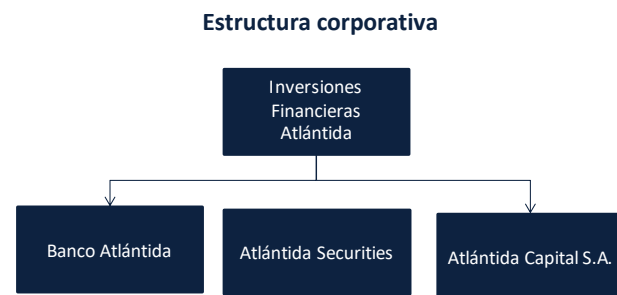 Estructura corporativa
Inversiones
Financieras
Atlántida
Banco Atlántida
Atlántida Securities
Atlántida Capital S.A.